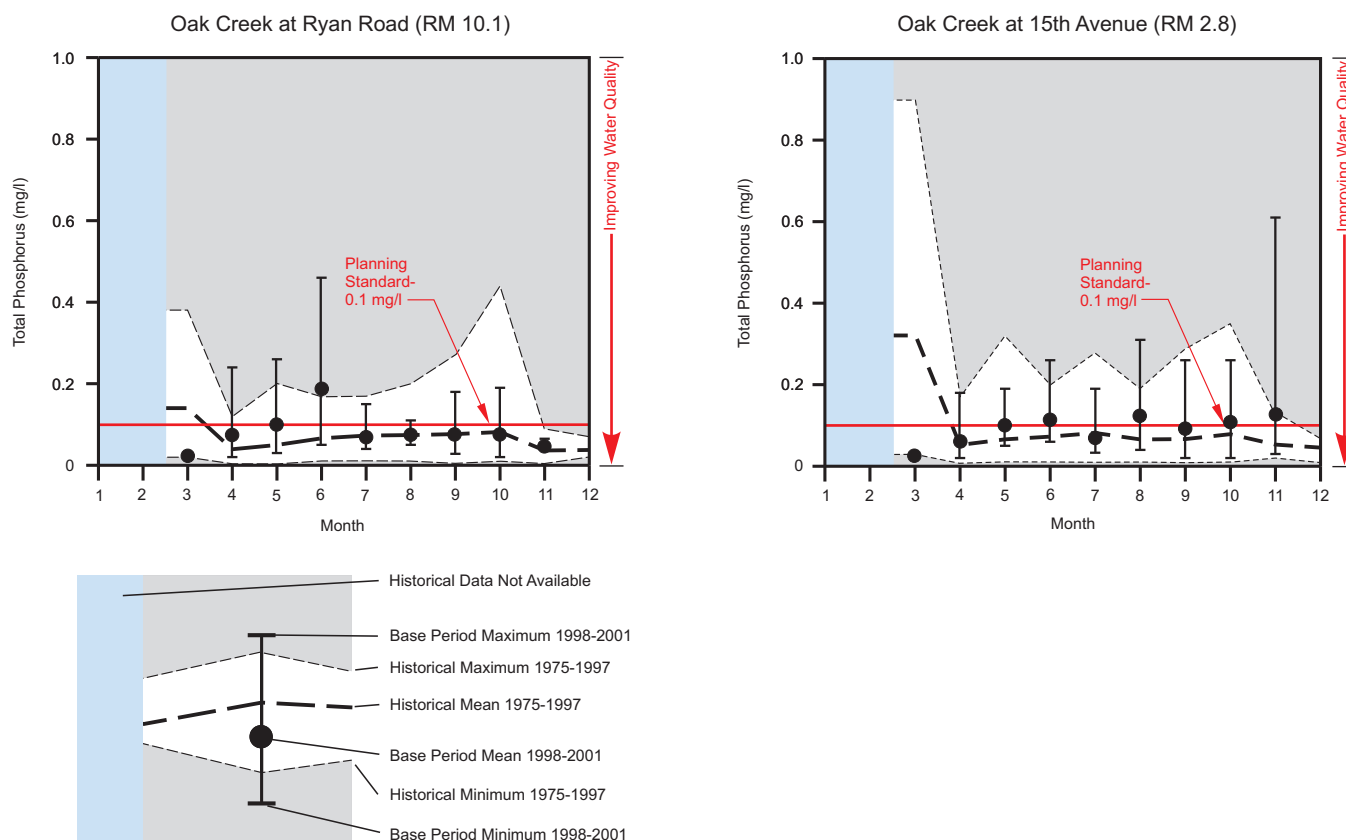 Oak Creek at Ryan Road (RM 10.1)
1.0
0.8
0.6
0.4
0.2
0
Total Phosphorus (mg/l)
Planning
Standard-
0.1 mg/l
Improving Water Quality
1 2 3 4 5 6 7 8 9 10 11 12
Month
Oak Creek at 15th Avenue (RM 2.8)
1.0
0.8
0.6
0.4
0.2
0
Total Phosphorus (mg/l)
Planning
Standard-
0.1 mg/l
Improving Water Quality
1 2 3 4 5 6 7 8 9 10 11 12
Month
Historical Data Not Available
Base Period Maximum 1998-2001
Historical Maximum 1975-1997
Historical Mean 1975-1997
Base Period Mean 1998-2001
Historical Minimum 1975-1997
Base Period Minimum 1998-2001